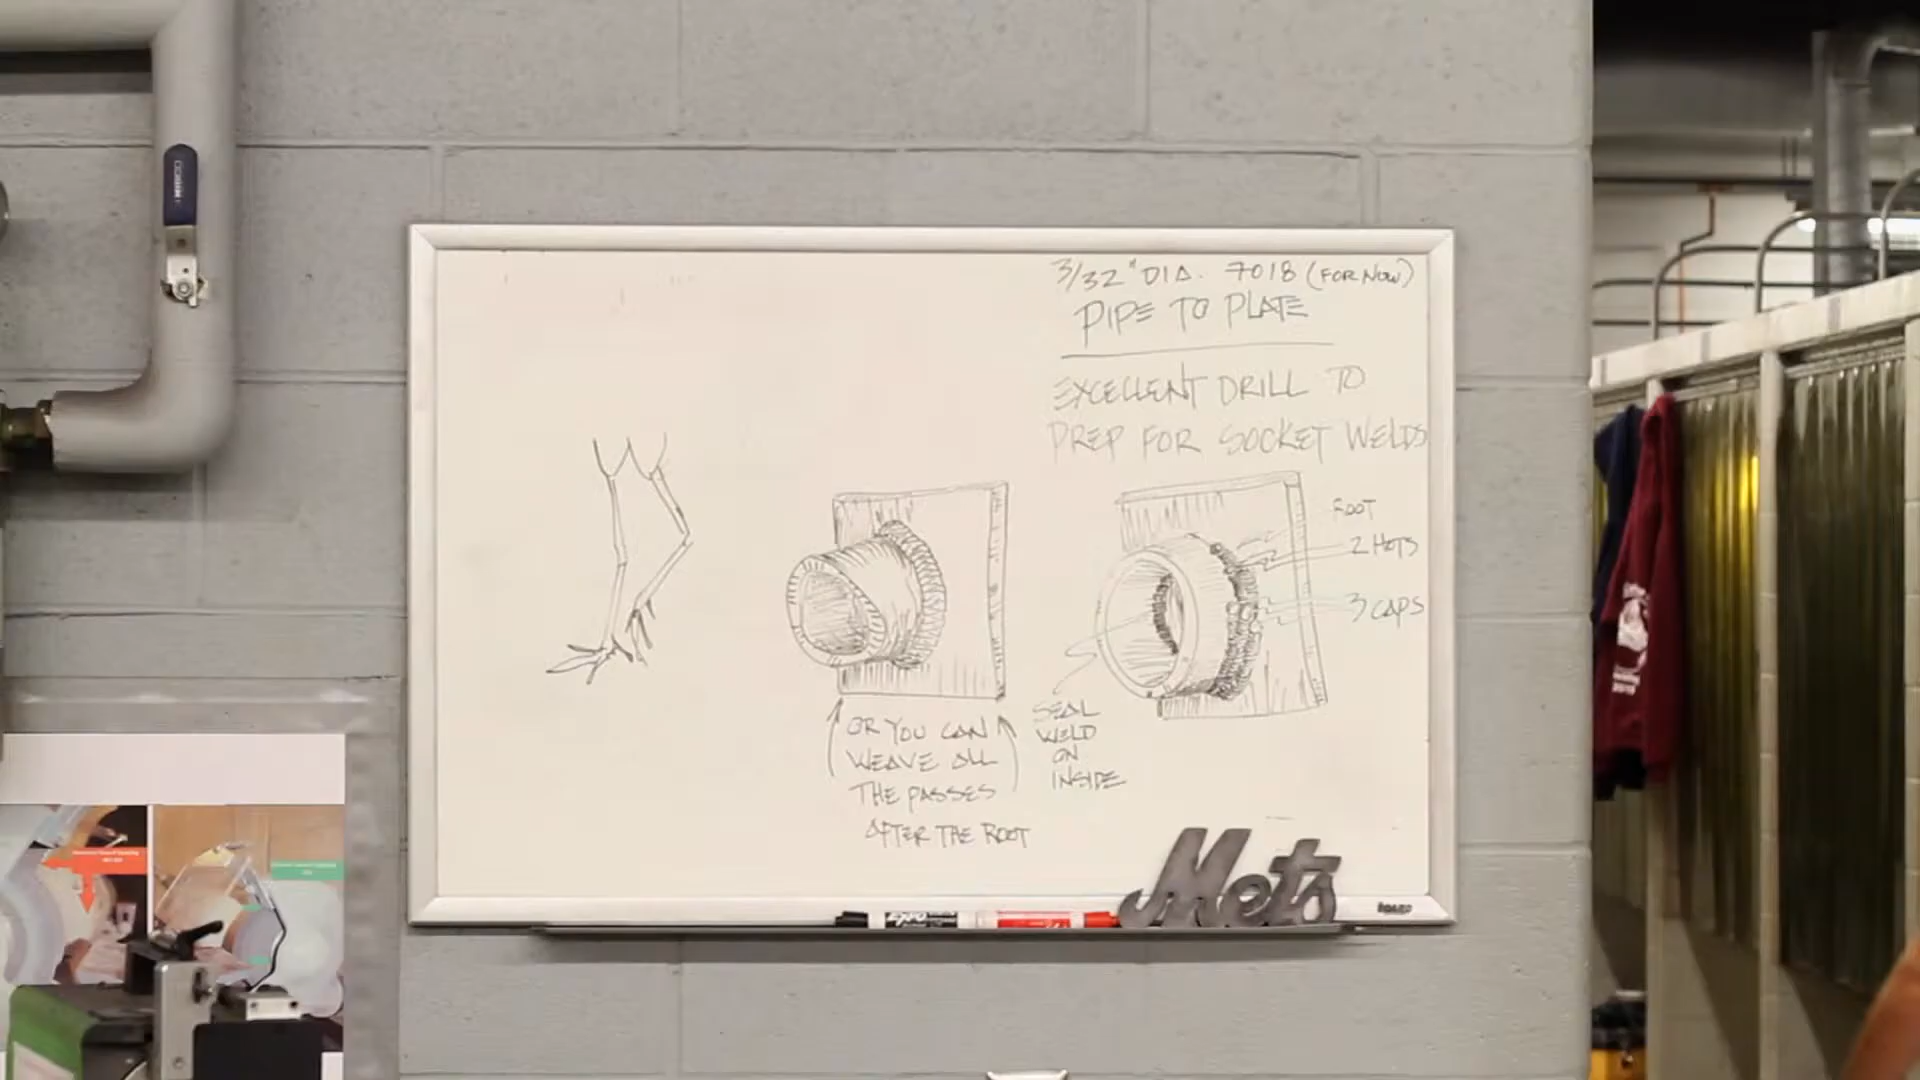 3/32" DIA. 7018 (FOR NOW)
PIPE TO PLATE
EXCELLENT DRILL TO
PREP FOR SOCKET WELDS
ROOT
2 HOTS
3 CAPS
SEAL
WELD
ON
INSIDE
OR YOU CAN
WEAVE ALL
THE PASSES
AFTER THE ROOT
Mets
EXPO